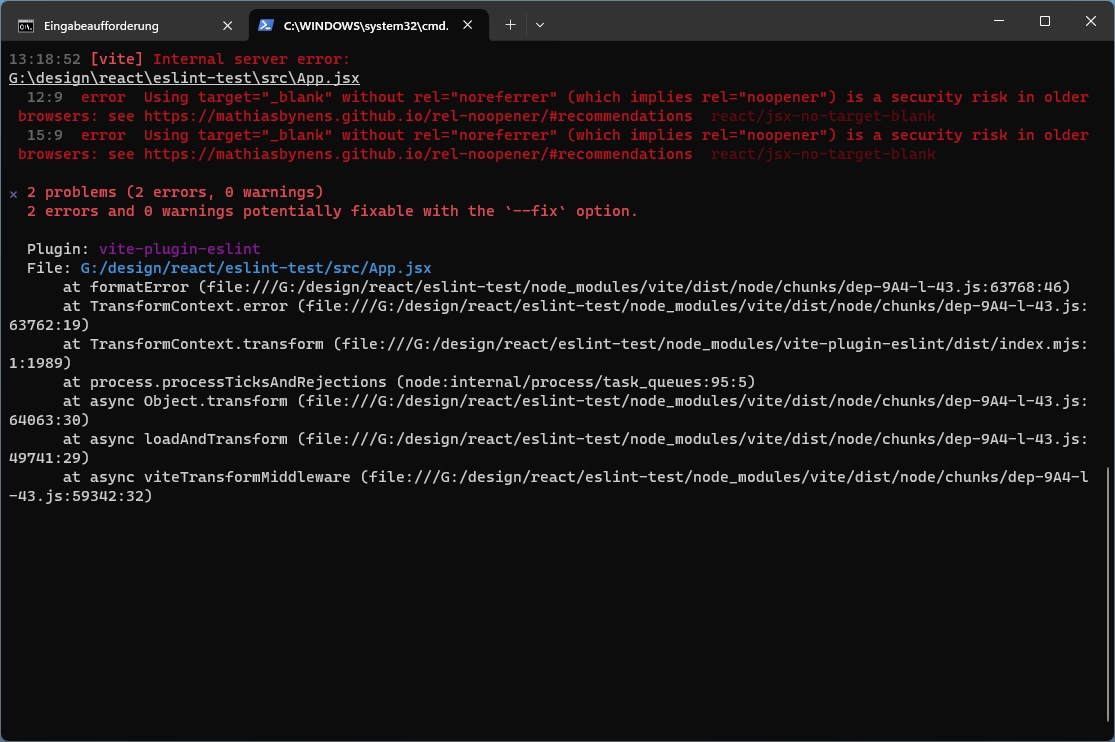 Eingabeaufforderung
C:\WINDOWS\system32\cmd.
13:18:52 [vite] Internal server error:
G:\design\react\eslint-test\src\App.jsx
12:9 error Using target="_blank" without rel="noreferrer" (which implies rel="noopener") is a security risk in older
browsers: see https://mathiasbynens.github.io/rel-noopener/#recommendations react/jsx-no-target-blank
15:9 error Using target="_blank" without rel="noreferrer" (which implies rel="noopener") is a security risk in older
browsers: see https://mathiasbynens.github.io/rel-noopener/#recommendations react/jsx-no-target-blank
× 2 problems (2 errors, 0 warnings)
2 errors and 0 warnings potentially fixable with the `--fix` option.
Plugin: vite-plugin-eslint
File: G:/design/react/eslint-test/src/App.jsx
at formatError (file:///G:/design/react/eslint-test/node_modules/vite/dist/node/chunks/dep-9A4-l-43.js:63768:46)
at TransformContext.error (file:///G:/design/react/eslint-test/node_modules/vite/dist/node/chunks/dep-9A4-l-43.js:
63762:19)
at TransformContext.transform (file:///G:/design/react/eslint-test/node_modules/vite-plugin-eslint/dist/index.mjs:
1:1989)
at process.processTicksAndRejections (node:internal/process/task_queues:95:5)
at async Object.transform (file:///G:/design/react/eslint-test/node_modules/vite/dist/node/chunks/dep-9A4-l-43.js:
64063:30)
at async loadAndTransform (file:///G:/design/react/eslint-test/node_modules/vite/dist/node/chunks/dep-9A4-l-43.js:
49741:29)
at async viteTransformMiddleware (file:///G:/design/react/eslint-test/node_modules/vite/dist/node/chunks/dep-9A4-l
-43.js:59342:32)